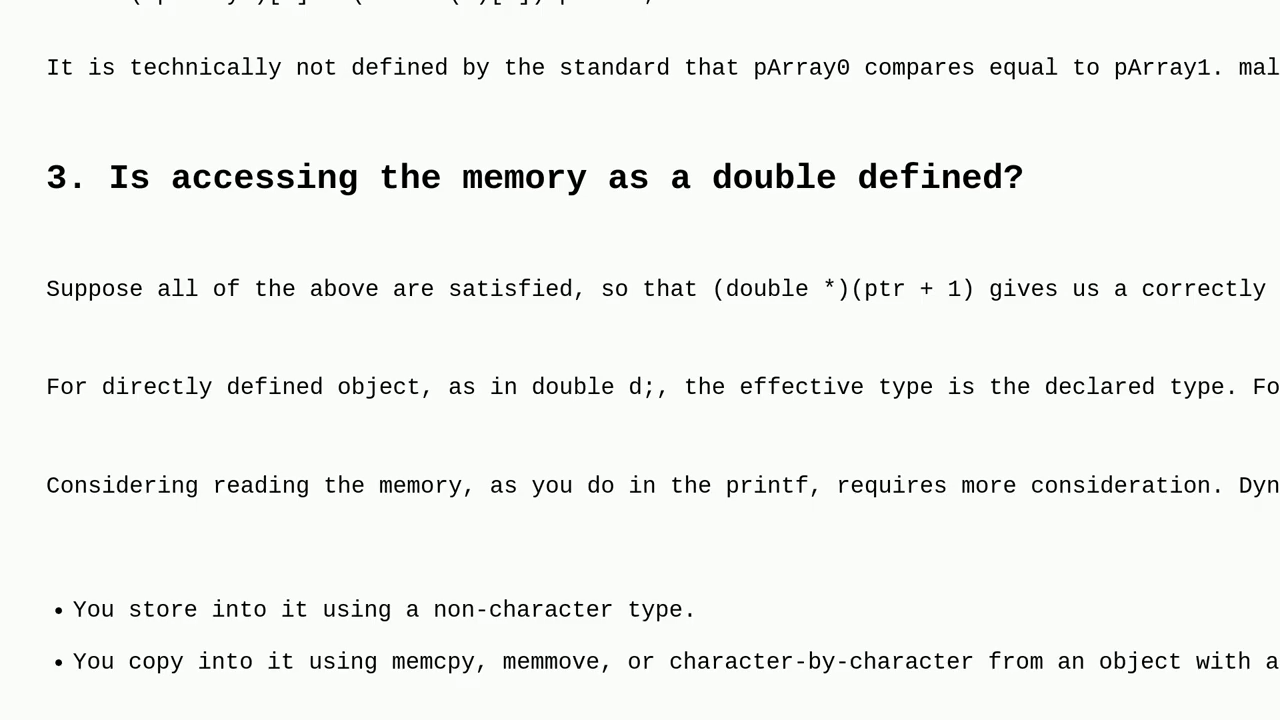 It is technically not defined by the standard that pArray0 compares equal to pArray1. mal
3. Is accessing the memory as a double defined?
Suppose all of the above are satisfied, so that (double *)(ptr + 1) gives us a correctly
For directly defined object, as in double d;, the effective type is the declared type. Fo
Considering reading the memory, as you do in the printf, requires more consideration. Dyn
• You store into it using a non-character type.
• You copy into it using memcpy, memmove, or character-by-character from an object with a